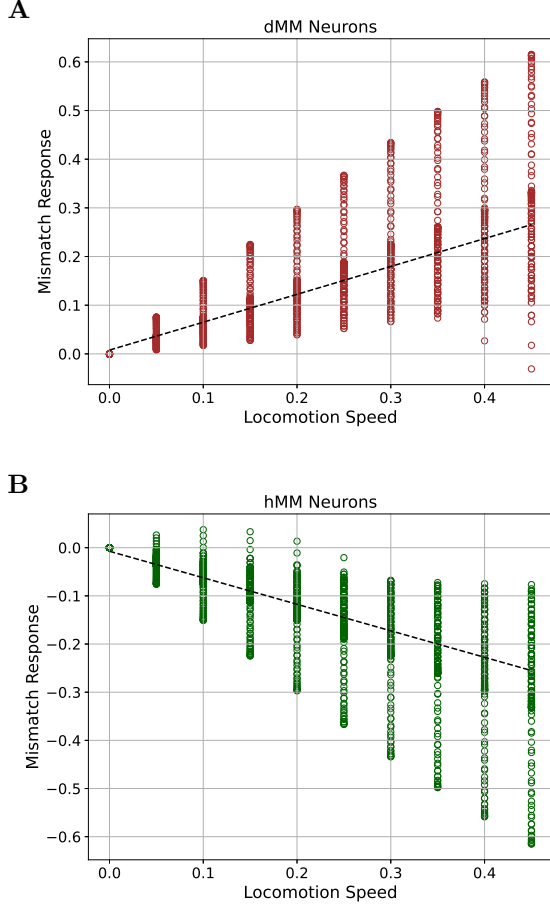 A
dMM Neurons
Mismatch Response
0.6
0.5
0.4
0.3
0.2
0.1
0.0
0.0 0.1 0.2 0.3 0.4
Locomotion Speed
B
hMM Neurons
Mismatch Response
0.0
−0.1
−0.2
−0.3
−0.4
−0.5
−0.6
0.0 0.1 0.2 0.3 0.4
Locomotion Speed